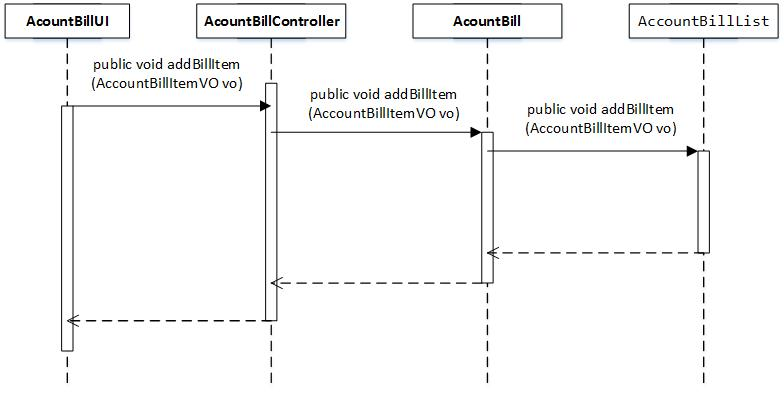 AcountBillUI
AcountBillController
AcountBill
AccountBillList
public void addBillItem
(AccountBillItemVO vo)
public void addBillItem
(AccountBillItemVO vo)
public void addBillItem
(AccountBillItemVO vo)